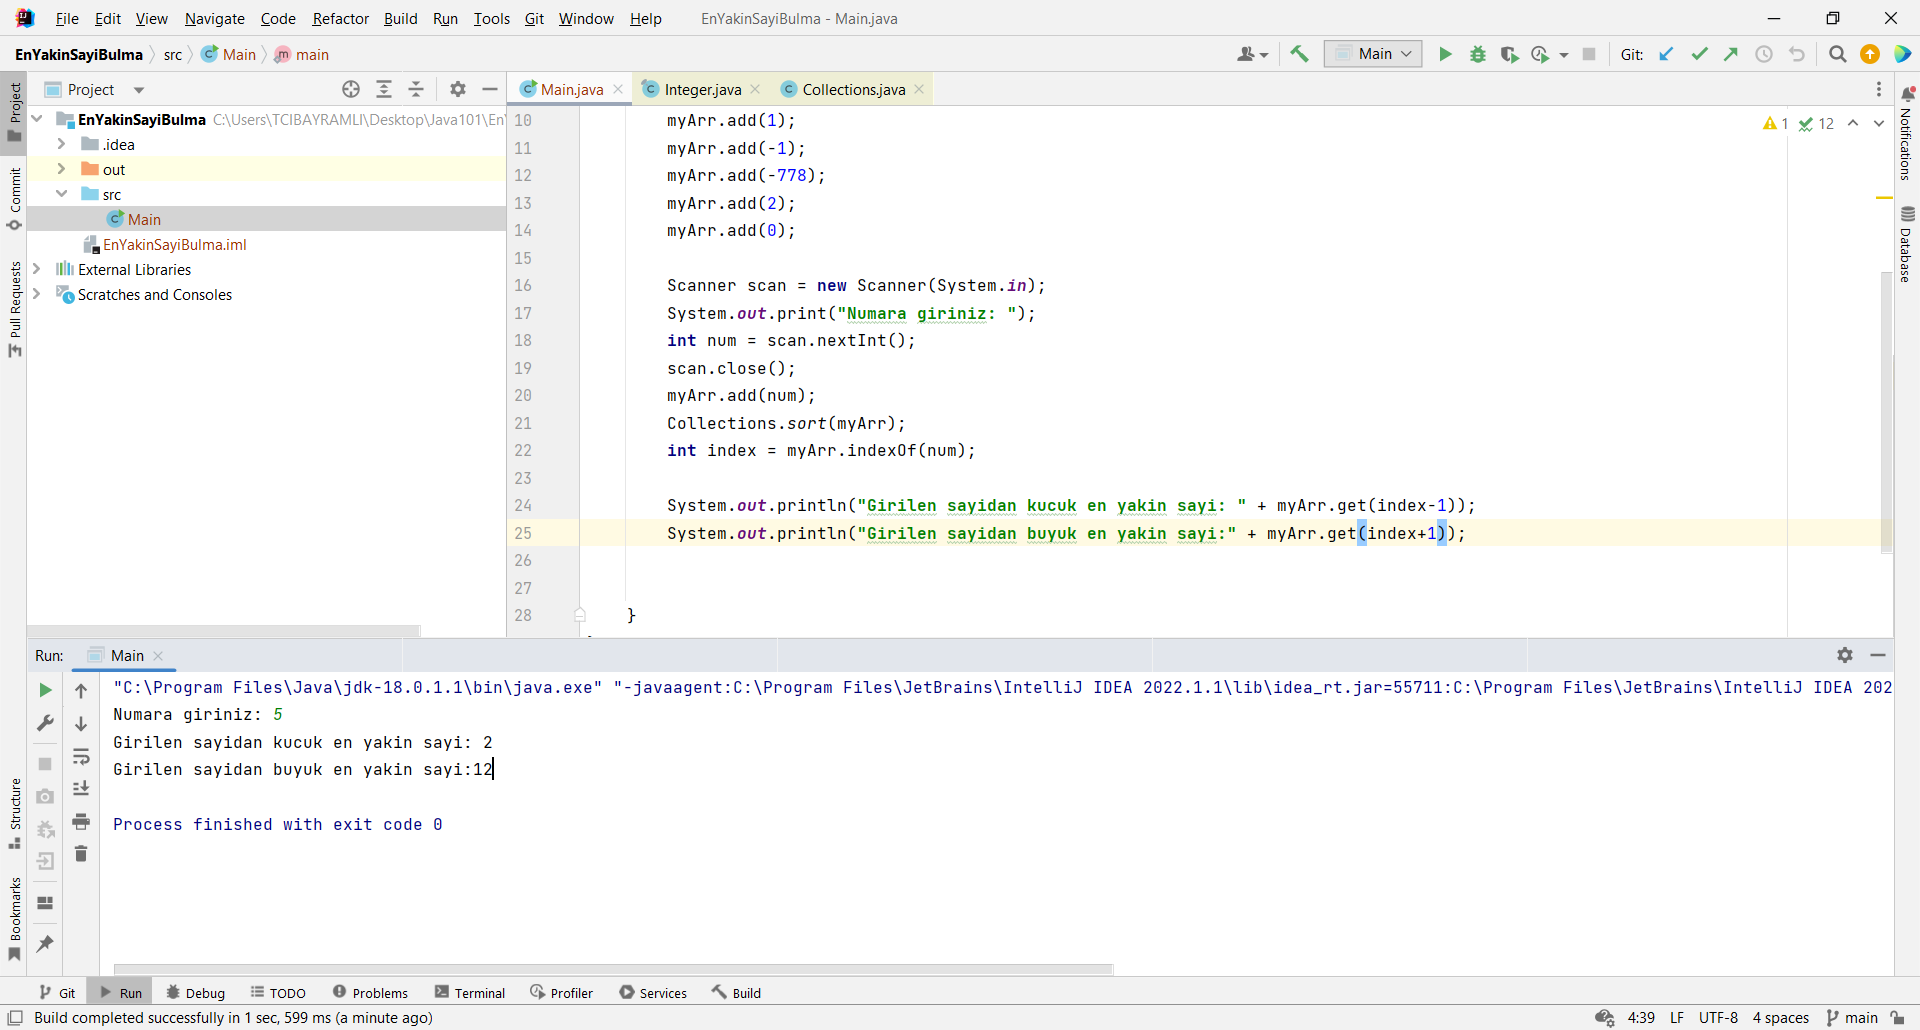 File Edit View Navigate Code Refactor Build Run Tools Git Window Help EnYakinSayiBulma - Main.java
EnYakinSayiBulma src Main main
Main Git:
Project
Main.java Integer.java Collections.java
EnYakinSayiBulma C:\Users\TCIBAYRAMLI\Desktop\Java101\En
.idea
out
src
Main
EnYakinSayiBulma.iml
External Libraries
Scratches and Consoles
Project
Commit
Pull Requests
Structure
Bookmarks
Notifications
Database
1 12
10 myArr.add(1);
11 myArr.add(-1);
12 myArr.add(-778);
13 myArr.add(2);
14 myArr.add(0);
15
16 Scanner scan = new Scanner(System.in);
17 System.out.print("Numara giriniz: ");
18 int num = scan.nextInt();
19 scan.close();
20 myArr.add(num);
21 Collections.sort(myArr);
22 int index = myArr.indexOf(num);
23
24 System.out.println("Girilen sayidan kucuk en yakin sayi: " + myArr.get(index-1));
25 System.out.println("Girilen sayidan buyuk en yakin sayi:" + myArr.get(index+1));
26
27
28 }
Run: Main
"C:\Program Files\Java\jdk-18.0.1.1\bin\java.exe" "-javaagent:C:\Program Files\JetBrains\IntelliJ IDEA 2022.1.1\lib\idea_rt.jar=55711:C:\Program Files\JetBrains\IntelliJ IDEA 202
Numara giriniz: 5
Girilen sayidan kucuk en yakin sayi: 2
Girilen sayidan buyuk en yakin sayi:12
Process finished with exit code 0
Git Run Debug TODO Problems Terminal Profiler Services Build
Build completed successfully in 1 sec, 599 ms (a minute ago) 4:39 LF UTF-8 4 spaces main